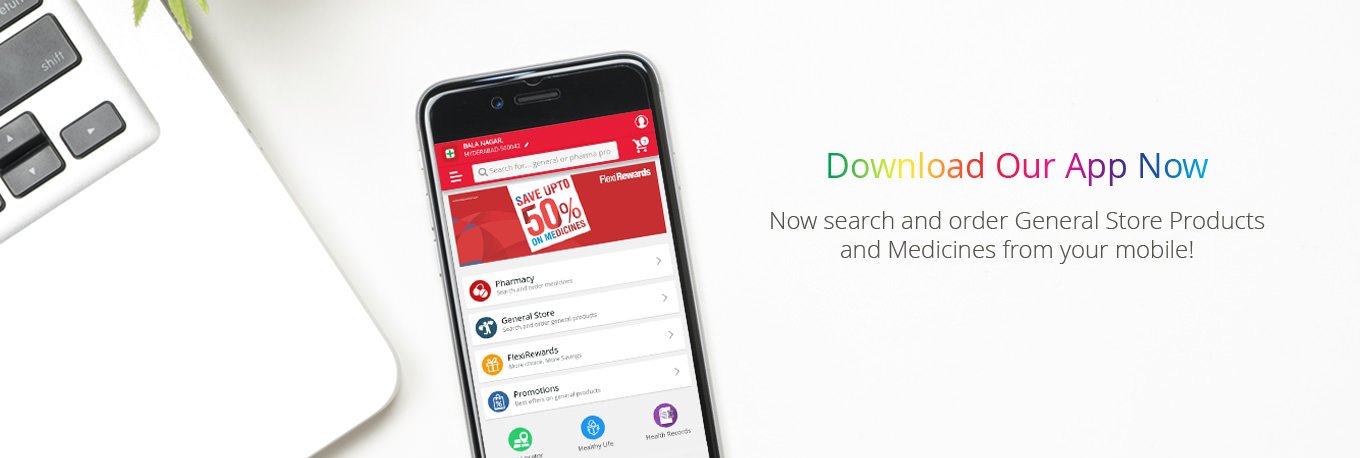 shift
BALA NAGAR,
HYDERABAD-500042
Search for... general or pharma pro
FlexiRewards
SAVE UPTO
50%
ON MEDICINES
Pharmacy
Search and order medicines
General Store
Search and order general products
FlexiRewards
More choice, More Savings
Promotions
Best offers on general products
Healthy Life
Health Records
Download Our App Now
Now search and order General Store Products
and Medicines from your mobile!